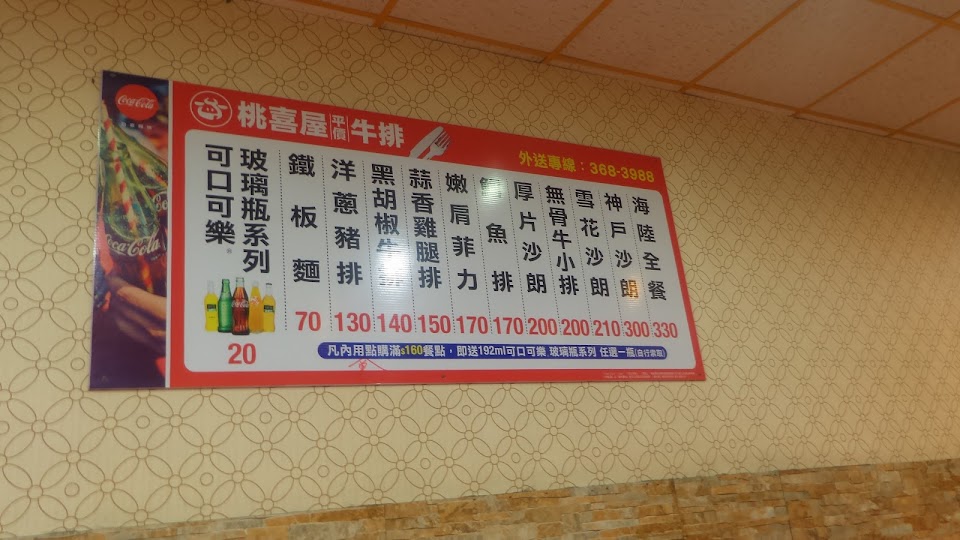 Coca-Cola
Coca-Cola
桃喜屋 平價 牛排
外送專線：368-3988
可口可樂 玻璃瓶系列 20
鐵板麵 70
洋蔥豬排 130
黑胡椒牛排 140
蒜香雞腿排 150
嫩肩菲力 170
魚排 170
厚片沙朗 200
無骨牛小排 200
雪花沙朗 210
神戶沙朗 300
海陸全餐 330
凡內用點購滿$160餐點，即送192ml可口可樂 玻璃瓶系列 任選一瓶